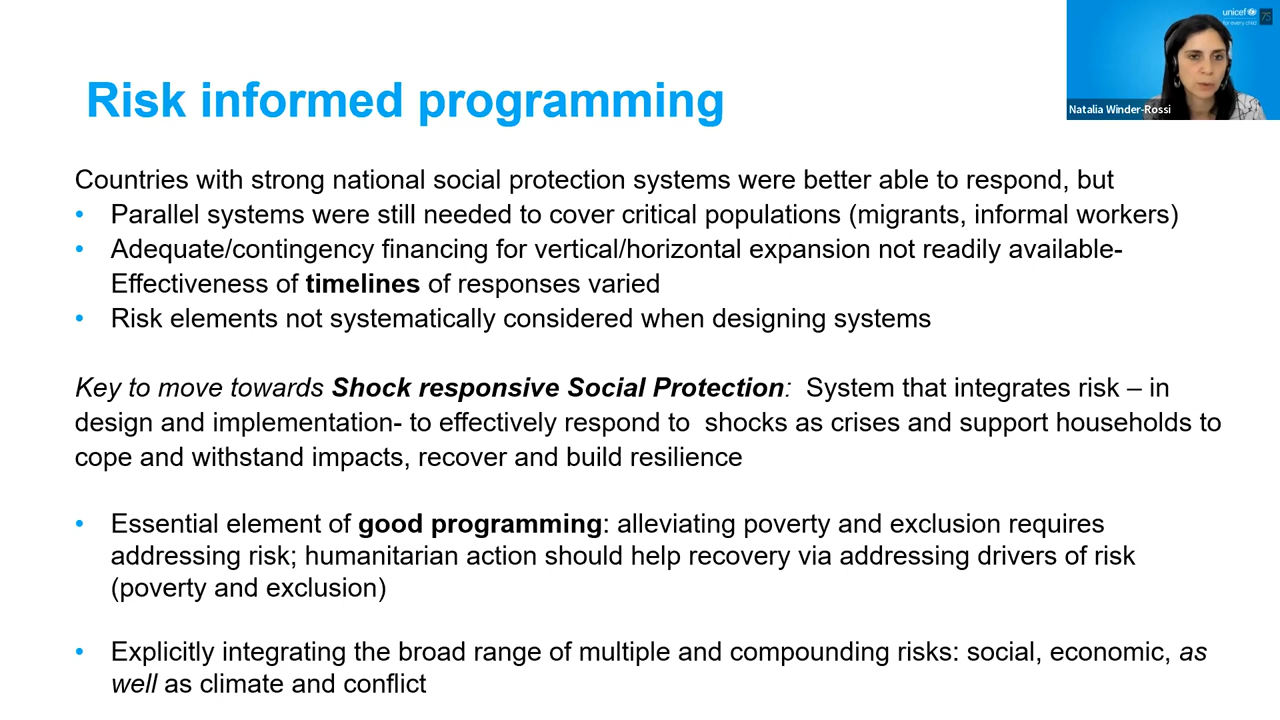 unicef
for every child
75
Natalia Winder-Rossi
Risk informed programming
Countries with strong national social protection systems were better able to respond, but
• Parallel systems were still needed to cover critical populations (migrants, informal workers)
• Adequate/contingency financing for vertical/horizontal expansion not readily available-
Effectiveness of timelines of responses varied
• Risk elements not systematically considered when designing systems
Key to move towards Shock responsive Social Protection: System that integrates risk – in
design and implementation- to effectively respond to shocks as crises and support households to
cope and withstand impacts, recover and build resilience
• Essential element of good programming: alleviating poverty and exclusion requires
addressing risk; humanitarian action should help recovery via addressing drivers of risk
(poverty and exclusion)
• Explicitly integrating the broad range of multiple and compounding risks: social, economic, as
well as climate and conflict